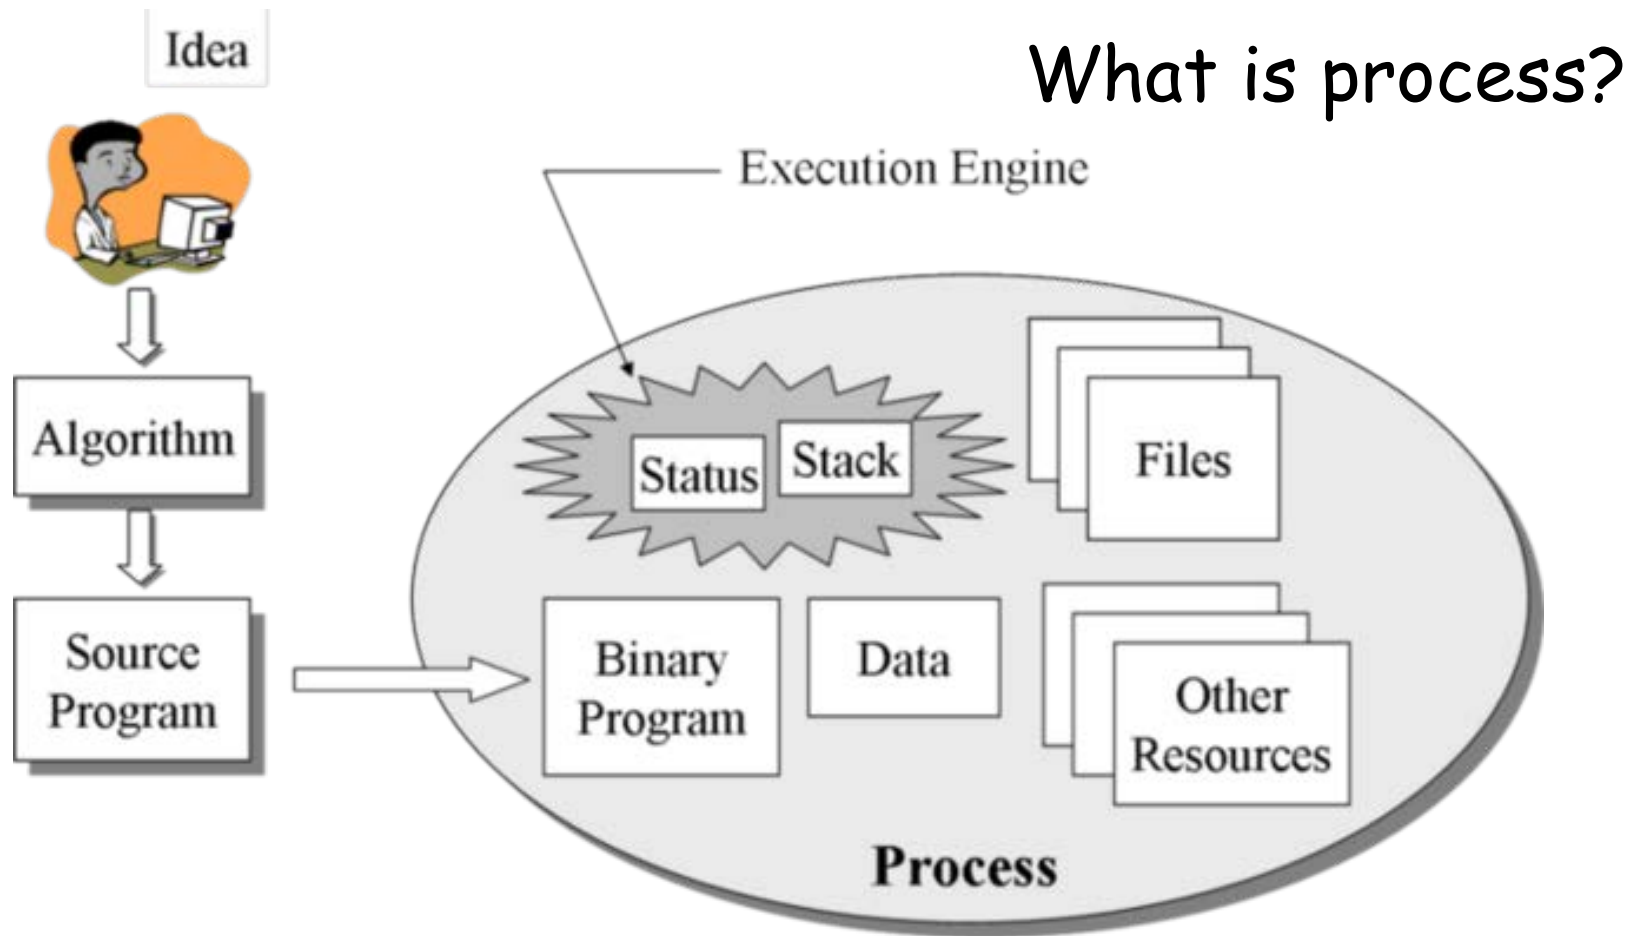 Idea
What is process?
Execution Engine
Algorithm
Status
Stack
Files
Source
Program
Binary
Program
Data
Other
Resources
Process